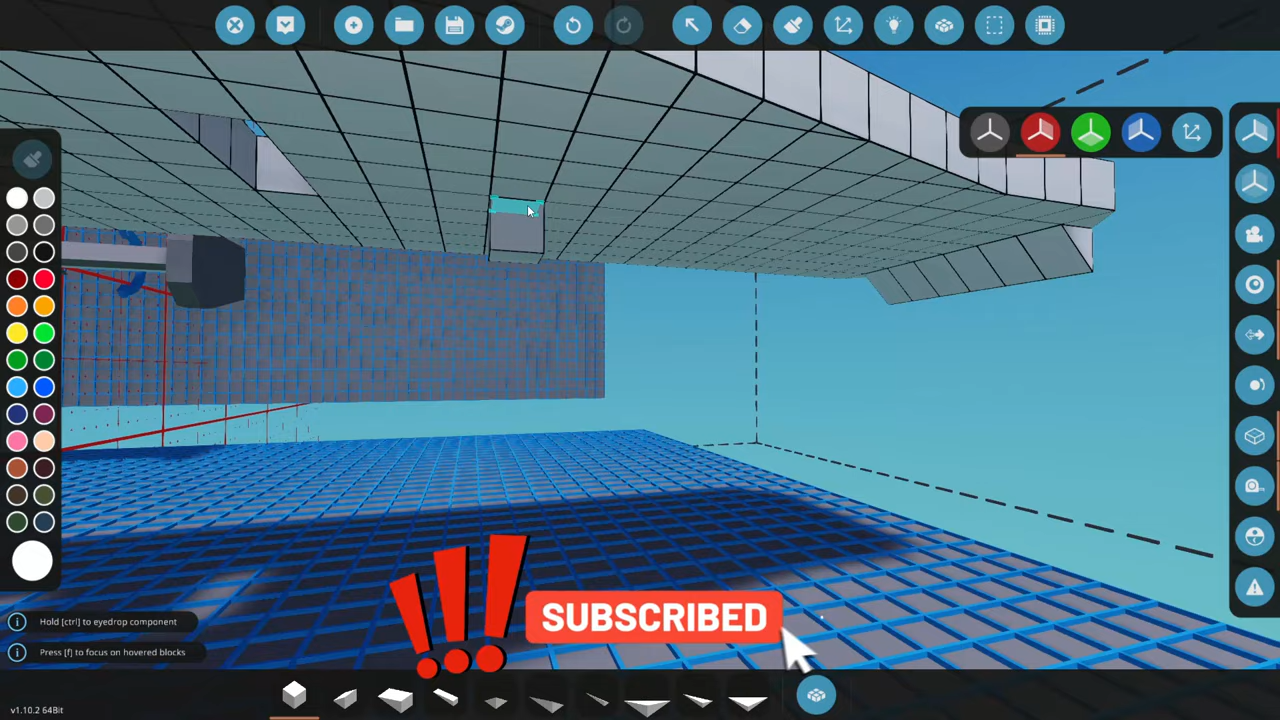 Hold [ctrl] to eyedrop component
Press [f] to focus on hovered blocks
!!! SUBSCRIBED
v1.10.2 64Bit